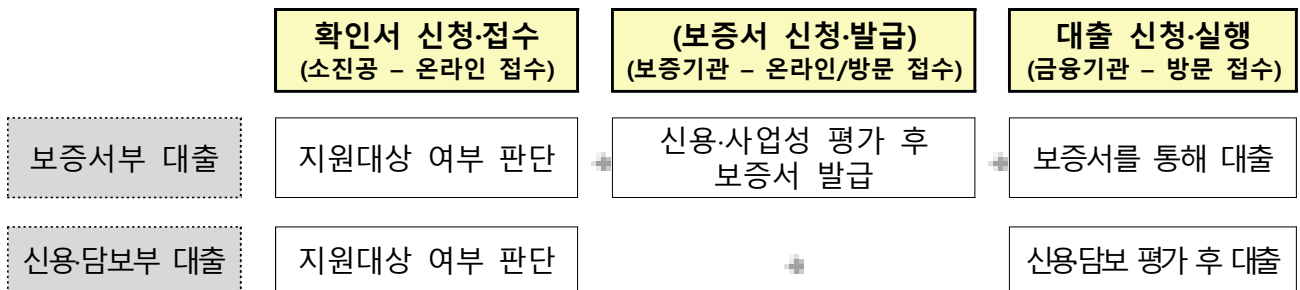 확인서 신청·접수
(소진공 – 온라인 접수)
(보증서 신청·발급)
(보증기관 – 온라인/방문 접수)
대출 신청·실행
(금융기관 – 방문 접수)
보증서부 대출
지원대상 여부 판단
신용·사업성 평가 후
보증서 발급
보증서를 통해 대출
신용·담보부 대출
지원대상 여부 판단
신용·담보 평가 후 대출